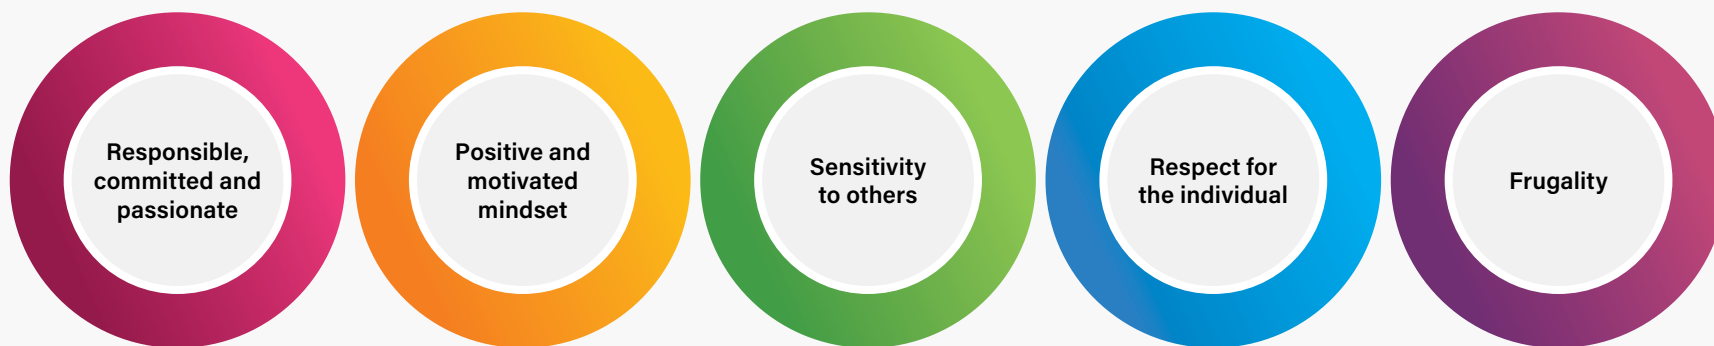 Responsible,
committed and
passionate
Positive and
motivated
mindset
Sensitivity
to others
Respect for
the individual
Frugality